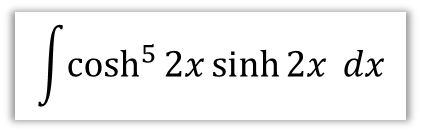 ∫ cosh⁵ 2x sinh 2x dx